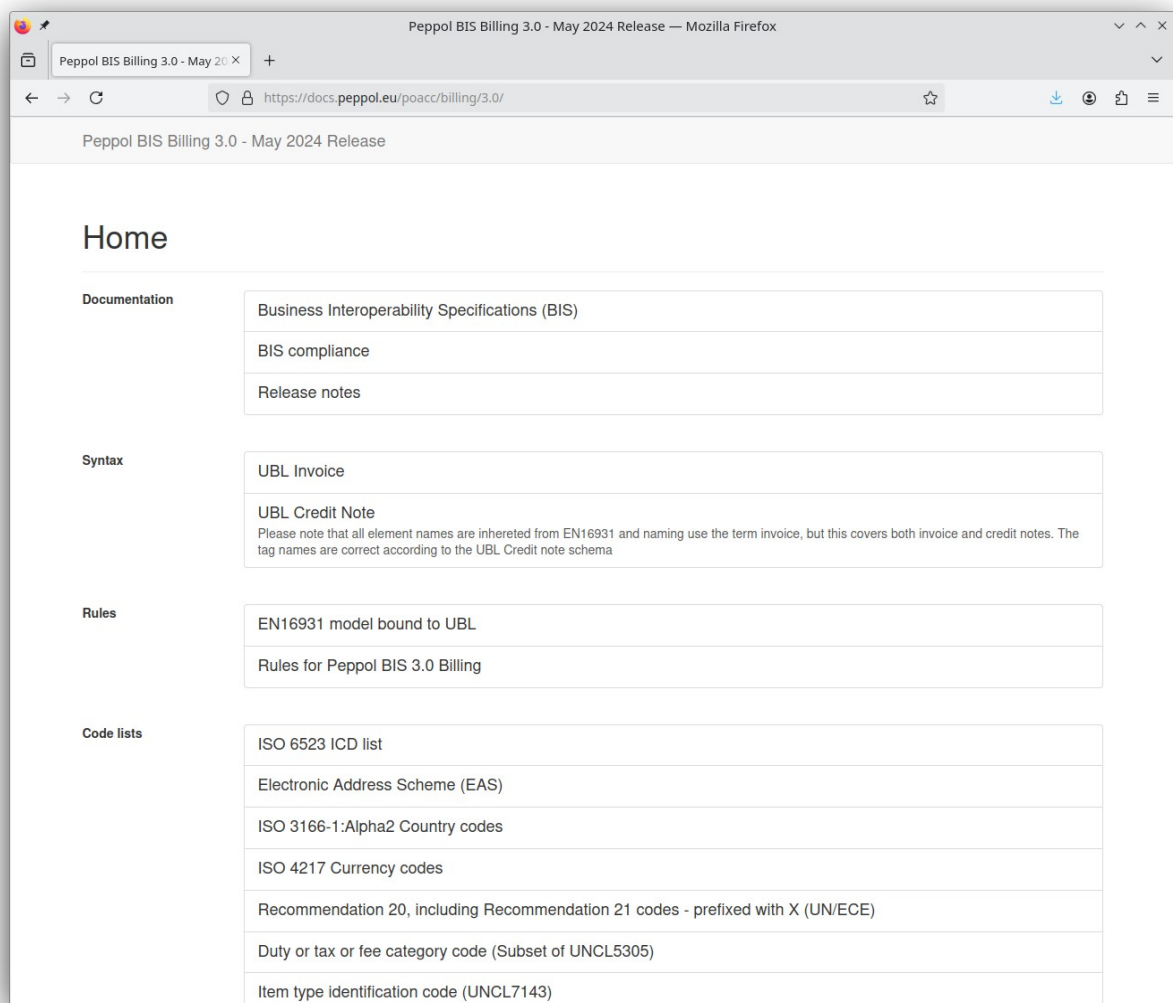 Peppol BIS Billing 3.0 - May 2024 Release — Mozilla Firefox
Peppol BIS Billing 3.0 - May 20
https://docs.peppol.eu/poacc/billing/3.0/
Peppol BIS Billing 3.0 - May 2024 Release
Home
Documentation
Business Interoperability Specifications (BIS)
BIS compliance
Release notes
Syntax
UBL Invoice
UBL Credit Note
Please note that all element names are inhereted from EN16931 and naming use the term invoice, but this covers both invoice and credit notes. The
tag names are correct according to the UBL Credit note schema
Rules
EN16931 model bound to UBL
Rules for Peppol BIS 3.0 Billing
Code lists
ISO 6523 ICD list
Electronic Address Scheme (EAS)
ISO 3166-1:Alpha2 Country codes
ISO 4217 Currency codes
Recommendation 20, including Recommendation 21 codes - prefixed with X (UN/ECE)
Duty or tax or fee category code (Subset of UNCL5305)
Item type identification code (UNCL7143)